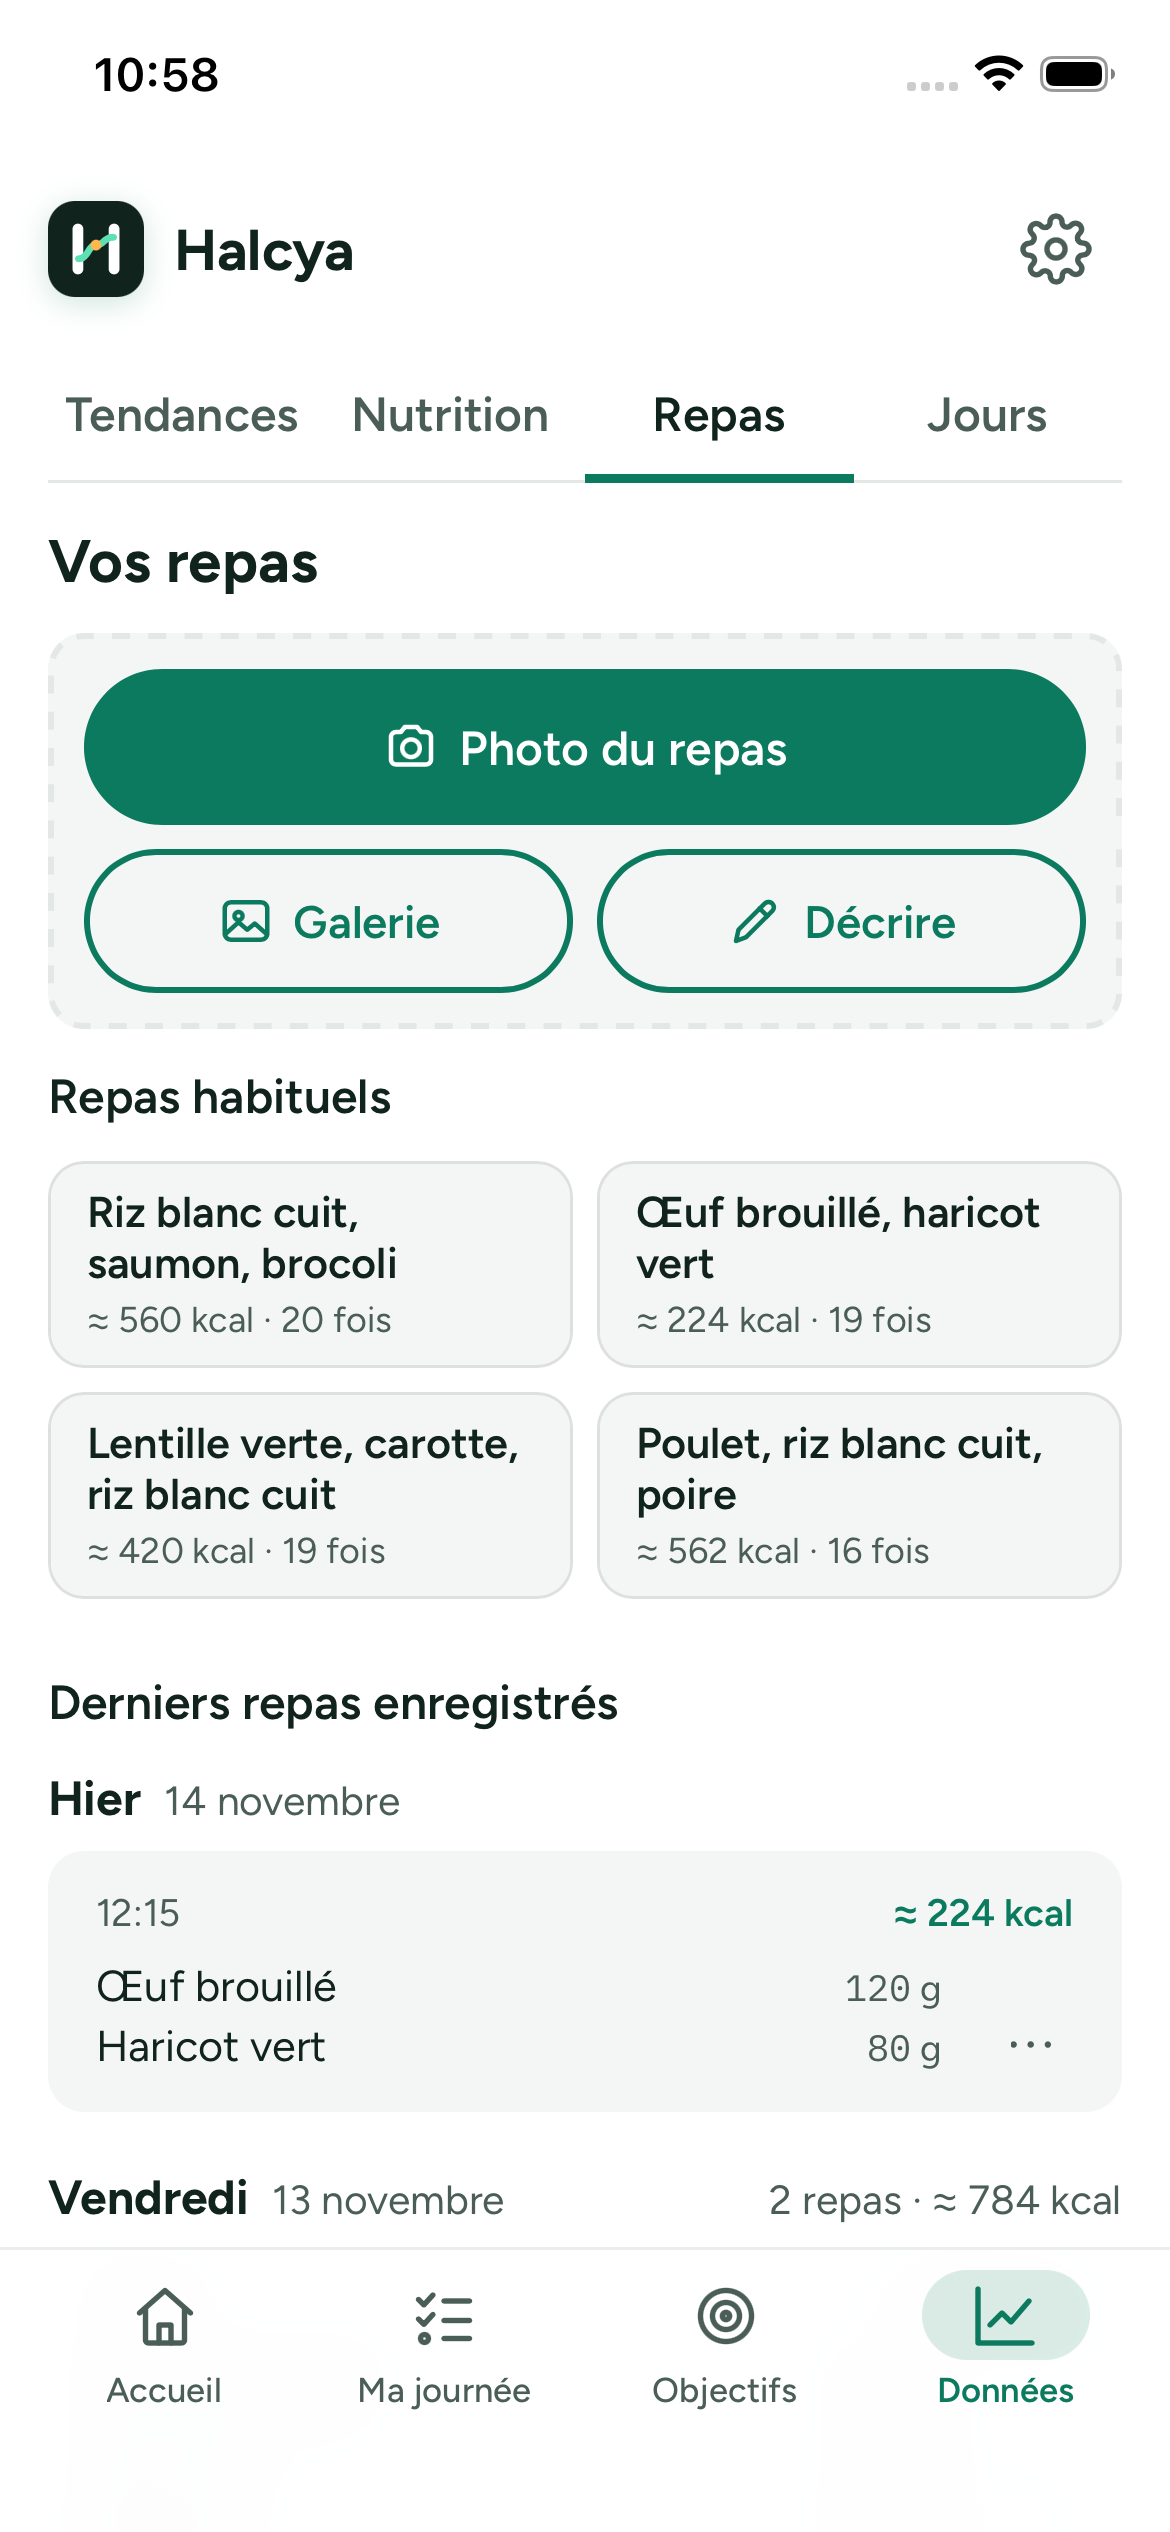 10:58
Halcya
Tendances Nutrition Repas Jours
Vos repas
Photo du repas
Galerie Décrire
Repas habituels
Riz blanc cuit,
saumon, brocoli
≈ 560 kcal · 20 fois
Œuf brouillé, haricot
vert
≈ 224 kcal · 19 fois
Lentille verte, carotte,
riz blanc cuit
≈ 420 kcal · 19 fois
Poulet, riz blanc cuit,
poire
≈ 562 kcal · 16 fois
Derniers repas enregistrés
Hier 14 novembre
12:15 ≈ 224 kcal
Œuf brouillé 120 g
Haricot vert 80 g
Vendredi 13 novembre 2 repas · ≈ 784 kcal
Accueil Ma journée Objectifs Données